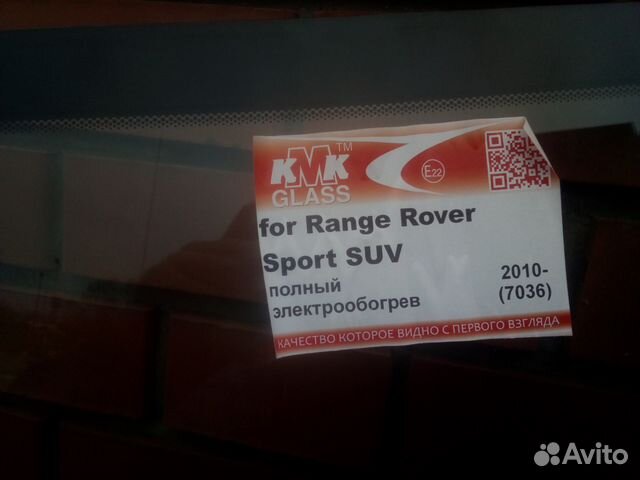 KMK TM
GLASS
E22
for Range Rover
Sport SUV
полный
электрообогрев
2010-
(7036)
КАЧЕСТВО КОТОРОЕ ВИДНО С ПЕРВОГО ВЗГЛЯДА
Avito